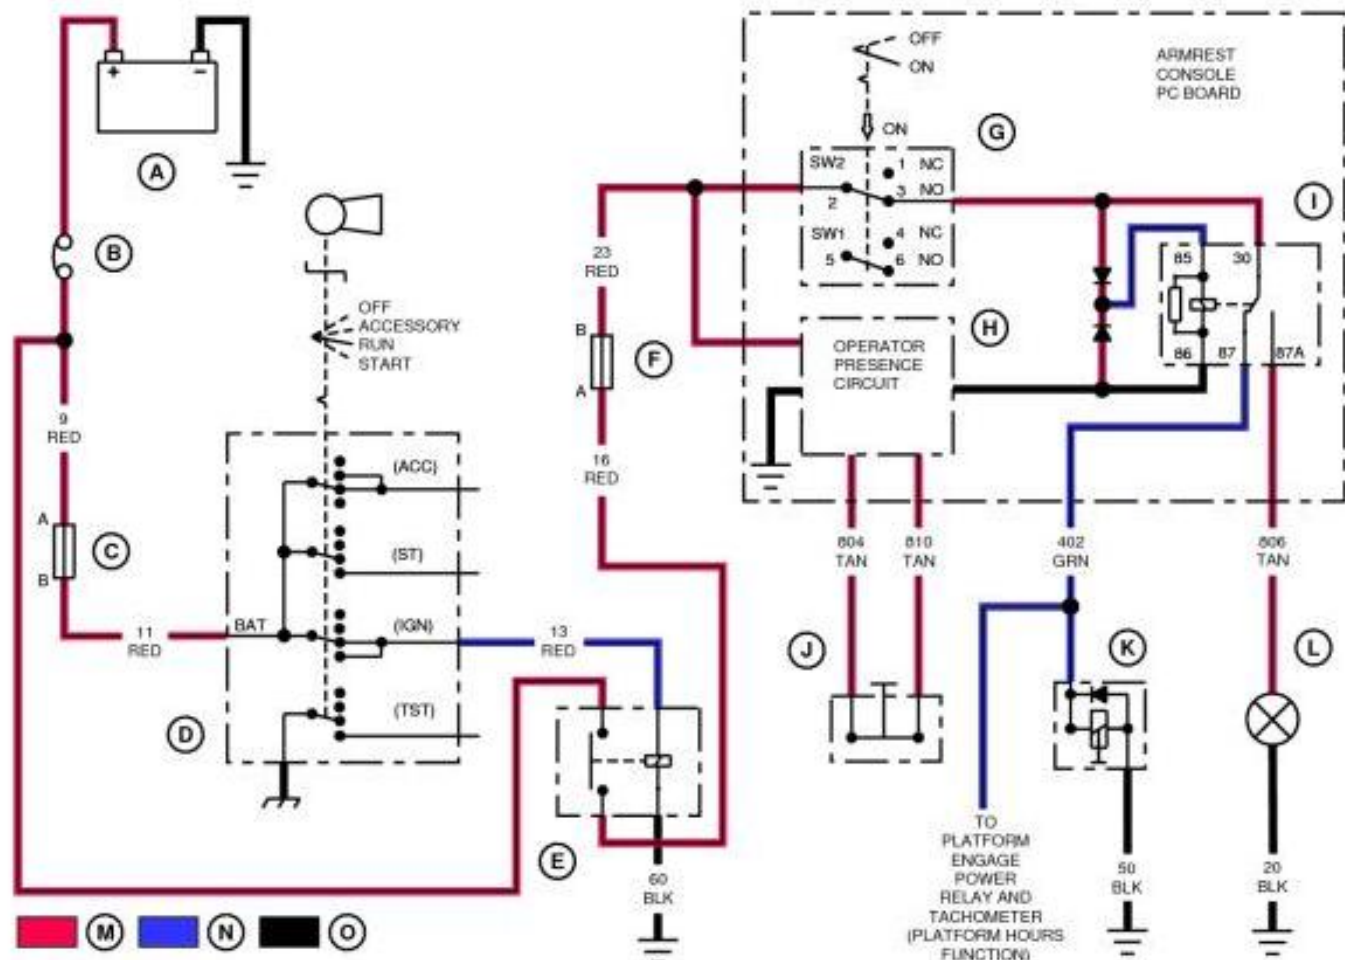 +
−
A
B
9
RED
A
B
C
11
RED
OFF
ACCESSORY
RUN
START
BAT
(ACC)
(ST)
(IGN)
(TST)
D
13
RED
E
60
BLK
23
RED
B
A
F
16
RED
OFF
ON
ON
ARMREST
CONSOLE
PC BOARD
G
SW2
1 NC
2
3 NO
SW1
4 NC
5
6 NO
H
OPERATOR
PRESENCE
CIRCUIT
I
85
30
86
87
87A
804
TAN
810
TAN
402
GRN
806
TAN
J
K
L
TO
PLATFORM
ENGAGE
POWER
RELAY AND
TACHOMETER
(PLATFORM HOURS
FUNCTION)
50
BLK
20
BLK
M
N
O